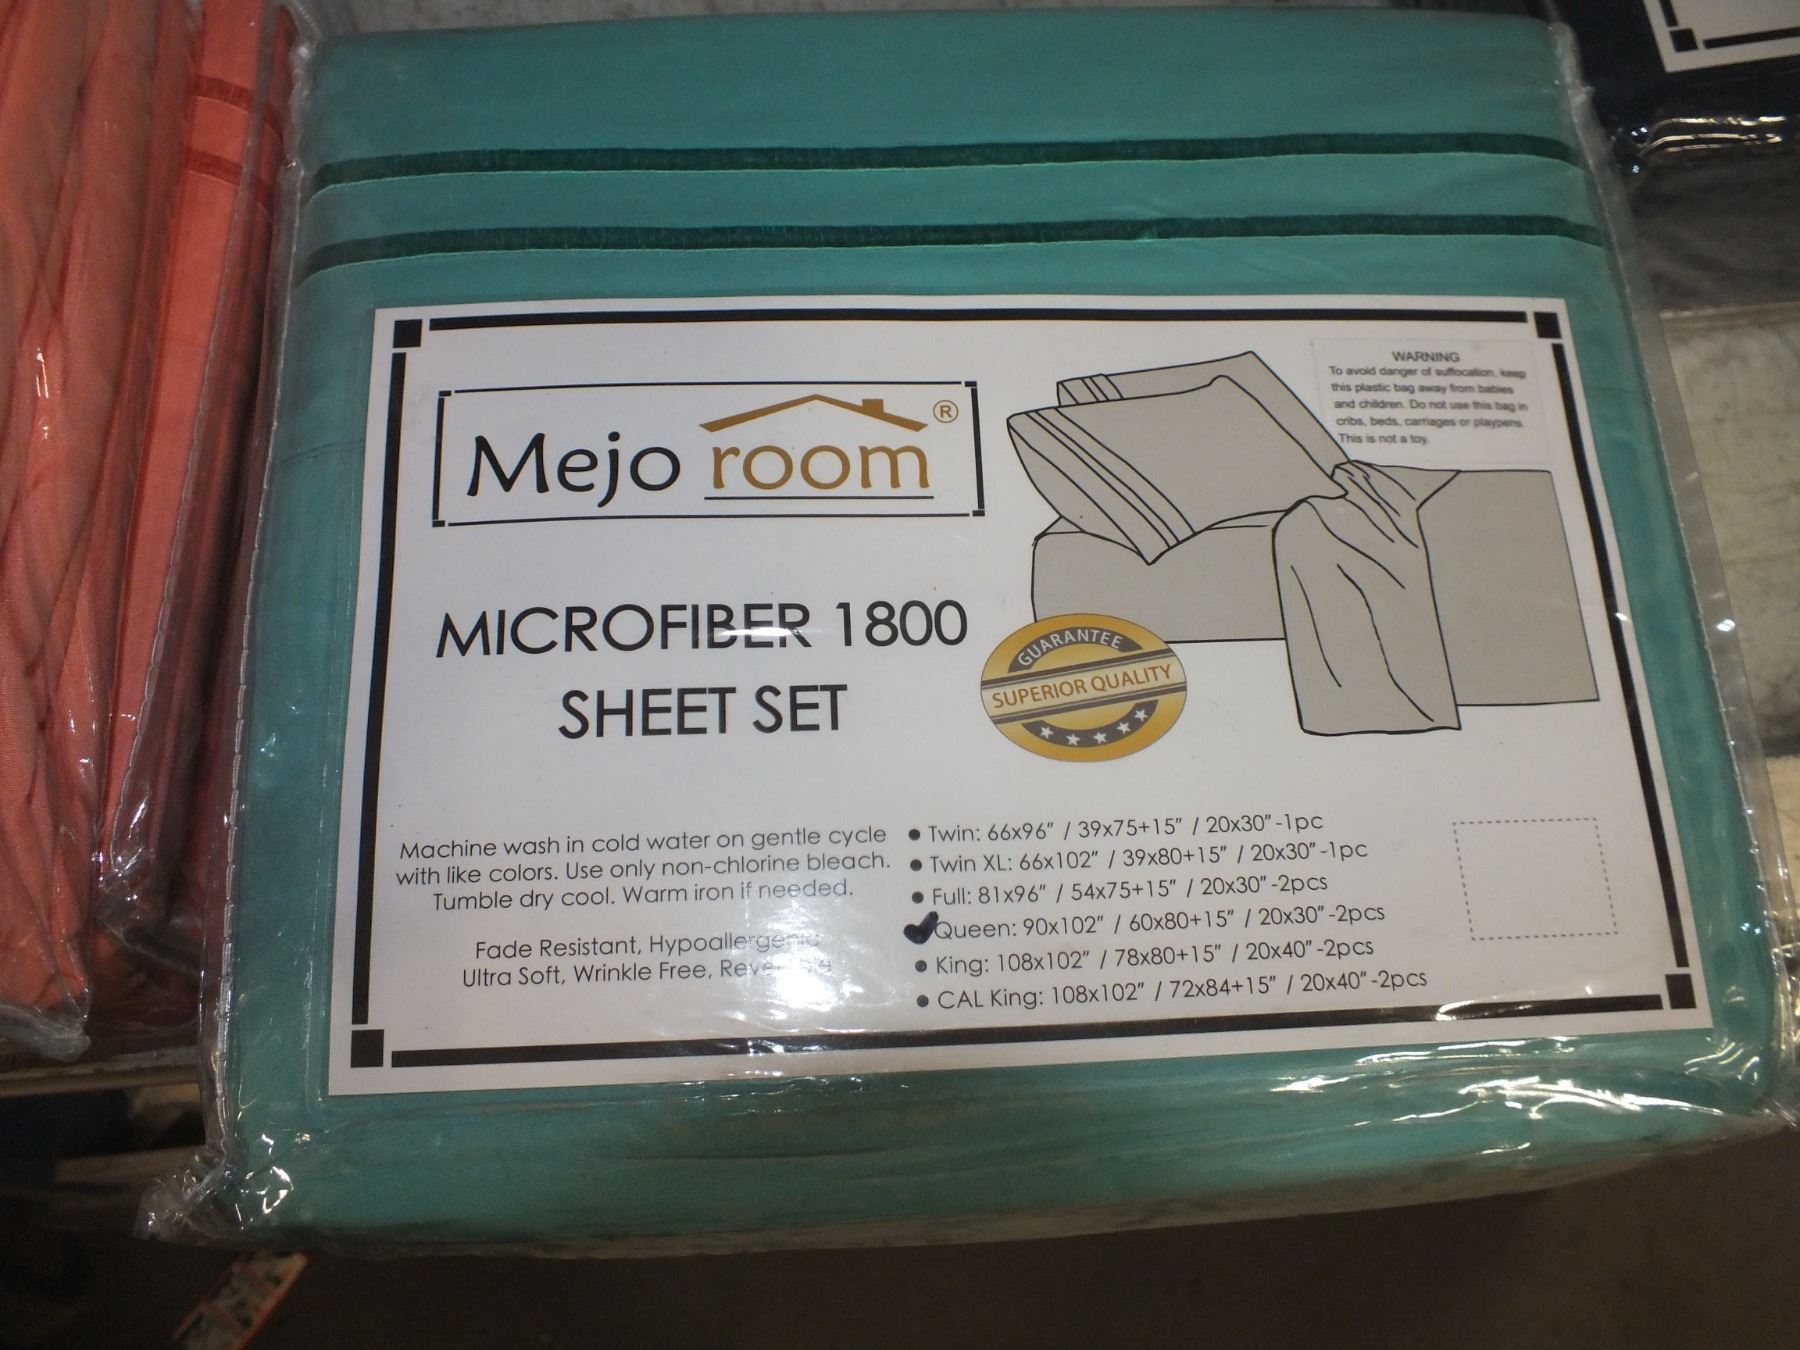 Mejo room®
MICROFIBER 1800
SHEET SET
WARNING
To avoid danger of suffocation, keep
this plastic bag away from babies
and children. Do not use this bag in
cribs, beds, carriages or playpens.
This is not a toy.
GUARANTEE
SUPERIOR QUALITY
Machine wash in cold water on gentle cycle
with like colors. Use only non-chlorine bleach.
Tumble dry cool. Warm iron if needed.
Fade Resistant, Hypoallergenic
Ultra Soft, Wrinkle Free,
• Twin: 66x96" / 39x75+15" / 20x30"-1pc
• Twin XL: 66x102" / 39x80+15" / 20x30"-1pc
• Full: 81x96" / 54x75+15" / 20x30"-2pcs
✔Queen: 90x102" / 60x80+15" / 20x30"-2pcs
• King: 108x102" / 78x80+15" / 20x40"-2pcs
• CAL King: 108x102" / 72x84+15" / 20x40"-2pcs